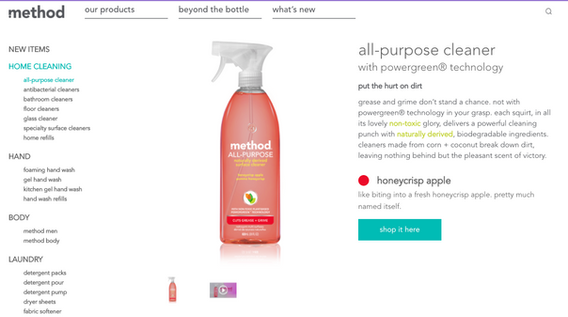 method
our products
beyond the bottle
what's new
NEW ITEMS
HOME CLEANING
all-purpose cleaner
antibacterial cleaners
bathroom cleaners
floor cleaners
glass cleaner
specialty surface cleaners
home refills
HAND
foaming hand wash
gel hand wash
kitchen gel hand wash
hand wash refills
BODY
method men
method body
LAUNDRY
detergent packs
detergent pour
detergent pump
dryer sheets
fabric softener
method.
ALL-PURPOSE
naturally derived
surface cleaner
CUTS GREASE + GRIME
all-purpose cleaner
with powergreen® technology
put the hurt on dirt
grease and grime don't stand a chance. not with
powergreen® technology in your grasp. each squirt, in all
its lovely non-toxic glory, delivers a powerful cleaning
punch with naturally derived, biodegradable ingredients.
cleaners made from corn + coconut break down dirt,
leaving nothing behind but the pleasant scent of victory.
honeycrisp apple
like biting into a fresh honeycrisp apple. pretty much
named itself.
shop it here